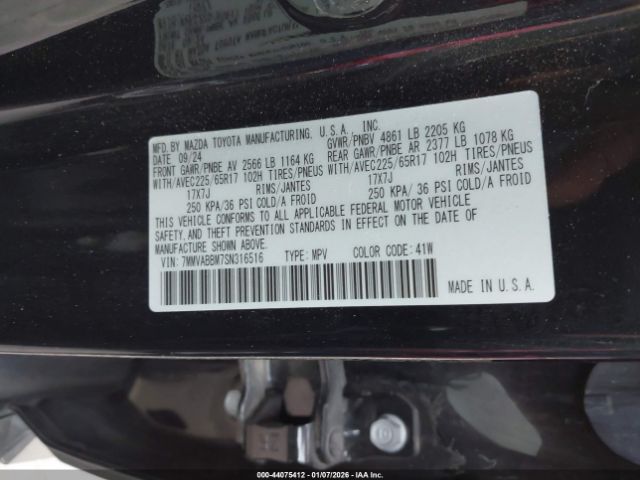 MFD.BY MAZDA TOYOTA MANUFACTURING, U.S.A., INC.
DATE 09/24 GVWR/PNBV 4861 LB 2205 KG
FRONT GAWR/PNBE AV 2566 LB 1164 KG REAR GAWR/PNBE AR 2377 LB 1078 KG
WITH/AVEC225/65R17 102H TIRES/PNEUS WITH/AVEC225/65R17 102H TIRES/PNEUS
17X7J RIMS/JANTES 17X7J RIMS/JANTES
250 KPA/ 36 PSI COLD/A FROID 250 KPA/ 36 PSI COLD/A FROID
THIS VEHICLE CONFORMS TO ALL APPLICABLE FEDERAL MOTOR VEHICLE
SAFETY, AND THEFT PREVENTION STANDARDS IN EFFECT ON THE DATE
OF MANUFACTURE SHOWN ABOVE.
VIN: 7MMVABBM7SN316516 TYPE: MPV COLOR CODE: 41W
MADE IN U.S.A.
000-44075412 - 01/07/2026 - IAAI.COM